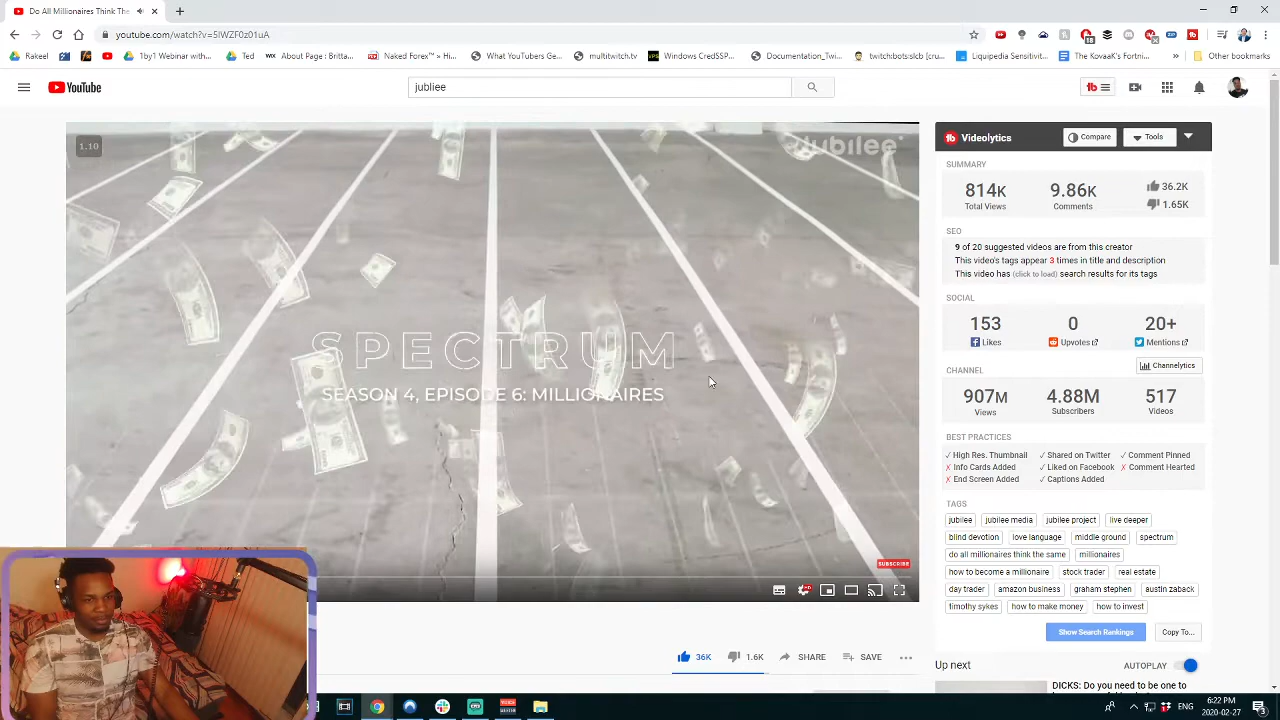 Do All Millionaires Think The
youtube.com/watch?v=5lWZF0z01uA
Rakeel
1by1 Webinar with...
Ted
WIX About Page : Britta...
Naked Forex™ – H...
What YouTubers Ge...
multitwitch.tv
Windows CredSSP...
Documentation_Twi...
twitchbots:slcb [cru...
Liquipedia Sensitivi...
The KovaaK's Fortni...
Other bookmarks
YouTube
jubliee
1.10
Jubilee
SPECTRUM
SEASON 4, EPISODE 6: MILLIONAIRES
SUBSCRIBE
36K
1.6K
SHARE
SAVE
Videolytics
Compare
Tools
SUMMARY
814K
9.86K
36.2K
Total Views
Comments
1.65K
SEO
9 of 20 suggested videos are from this creator
This video's tags appear 3 times in title and description
This video has (click to load) search results for its tags
SOCIAL
153
0
20+
Likes
Upvotes
Mentions
CHANNEL
Channelytics
907M
4.88M
517
Views
Subscribers
Videos
BEST PRACTICES
✓ High Res. Thumbnail ✓ Shared on Twitter ✓ Comment Pinned
✗ Info Cards Added ✓ Liked on Facebook ✗ Comment Hearted
✗ End Screen Added ✓ Captions Added
TAGS
jubilee jubilee media jubilee project live deeper
blind devotion love language middle ground spectrum
do all millionaires think the same millionaires
how to become a millionaire stock trader real estate
day trader amazon business graham stephen austin zaback
timothy sykes how to make money how to invest
Show Search Rankings
Copy To...
Up next
AUTOPLAY
DICKS: Do you need to be one to
6:22 PM
2020-02-27